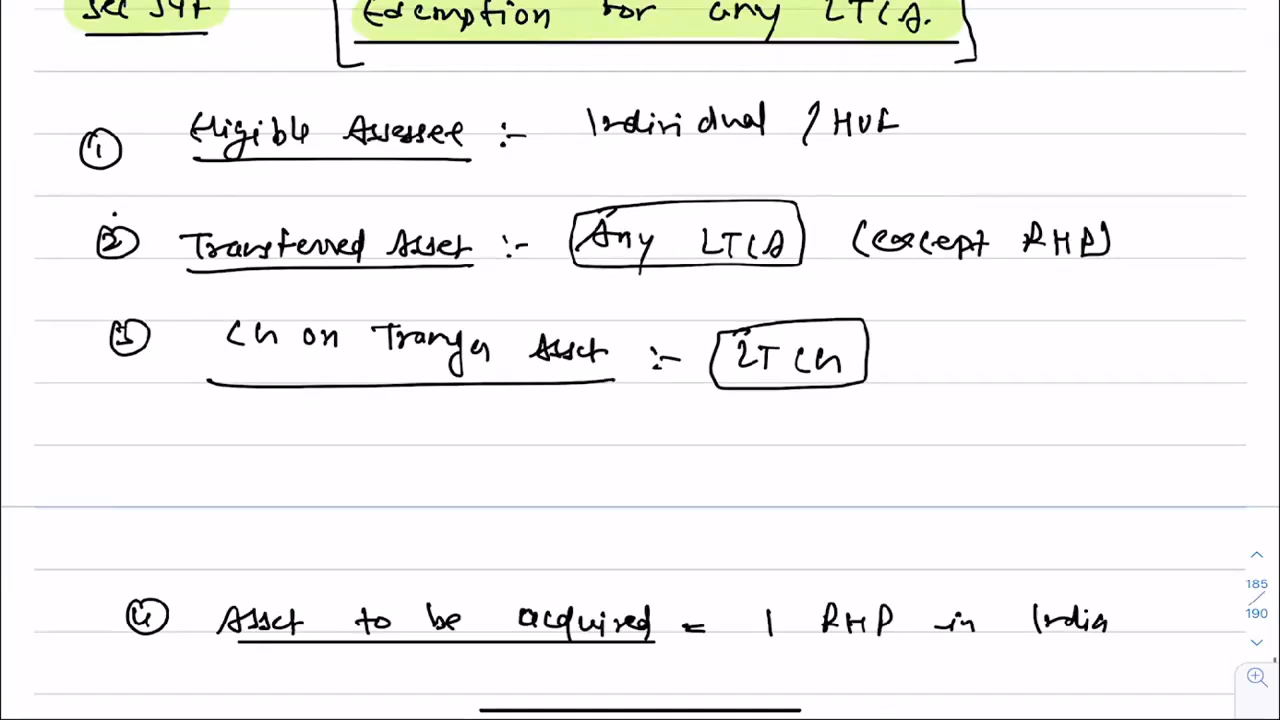 Sec 54F [Exemption for any LTCA.]
① Eligible Assessee :- Individual / HUF
② Transferred Asset :- Any LTCA (except RHP)
③ CG on Transfer Asset :- LTCG
④ Asset to be acquired = 1 RHP in India
185
190